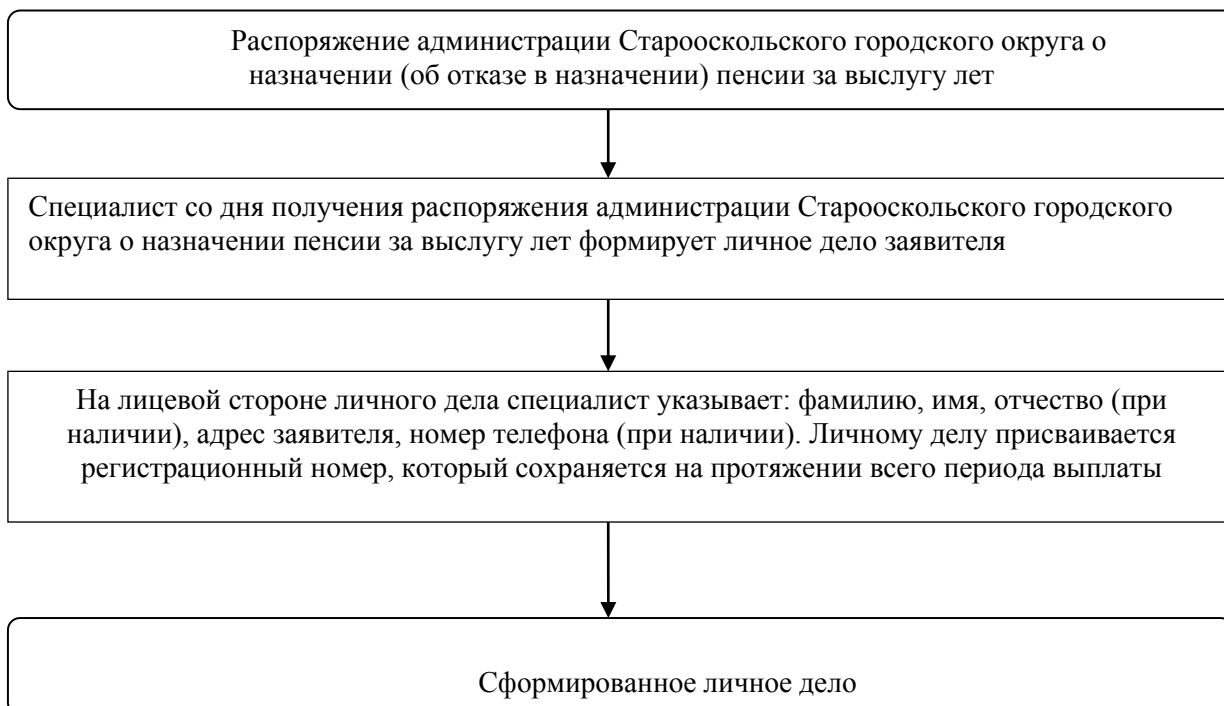 Распоряжение администрации Старооскольского городского округа о
назначении (об отказе в назначении) пенсии за выслугу лет
Специалист со дня получения распоряжения администрации Старооскольского городского
округа о назначении пенсии за выслугу лет формирует личное дело заявителя
На лицевой стороне личного дела специалист указывает: фамилию, имя, отчество (при
наличии), адрес заявителя, номер телефона (при наличии). Личному делу присваивается
регистрационный номер, который сохраняется на протяжении всего периода выплаты
Сформированное личное дело